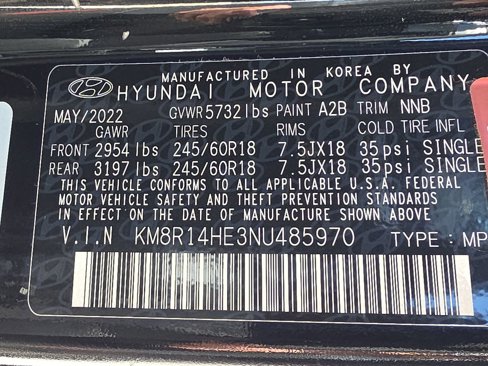 MANUFACTURED IN KOREA BY
HYUNDAI MOTOR COMPANY
MAY/2022 GVWR 5732lbs PAINT A2B TRIM NNB
GAWR TIRES RIMS COLD TIRE INFL
FRONT 2954lbs 245/60R18 7.5JX18 35psi SINGLE
REAR 3197lbs 245/60R18 7.5JX18 35psi SINGLE
THIS VEHICLE CONFORMS TO ALL APPLICABLE U.S.A. FEDERAL
MOTOR VEHICLE SAFETY AND THEFT PREVENTION STANDARDS
IN EFFECT ON THE DATE OF MANUFACTURE SHOWN ABOVE
V.I.N KM8R14HE3NU485970 TYPE : MP